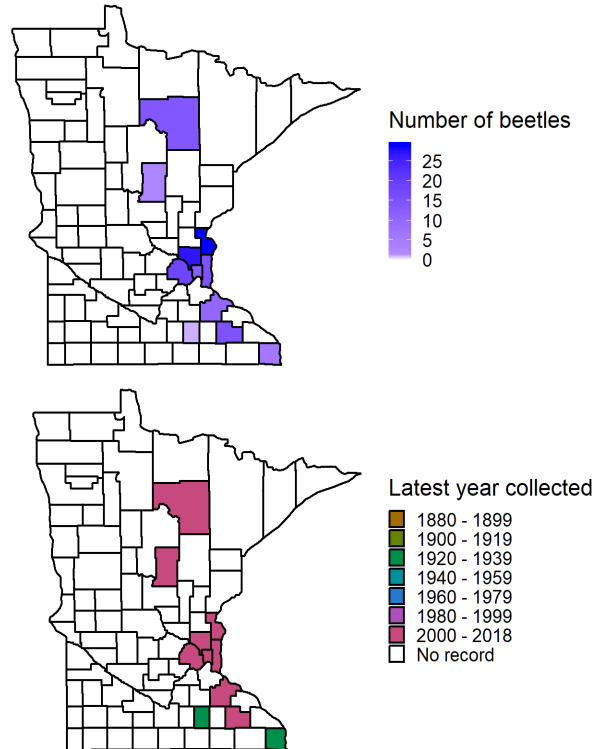 Number of beetles
25
20
15
10
5
0
Latest year collected
1880 - 1899
1900 - 1919
1920 - 1939
1940 - 1959
1960 - 1979
1980 - 1999
2000 - 2018
No record